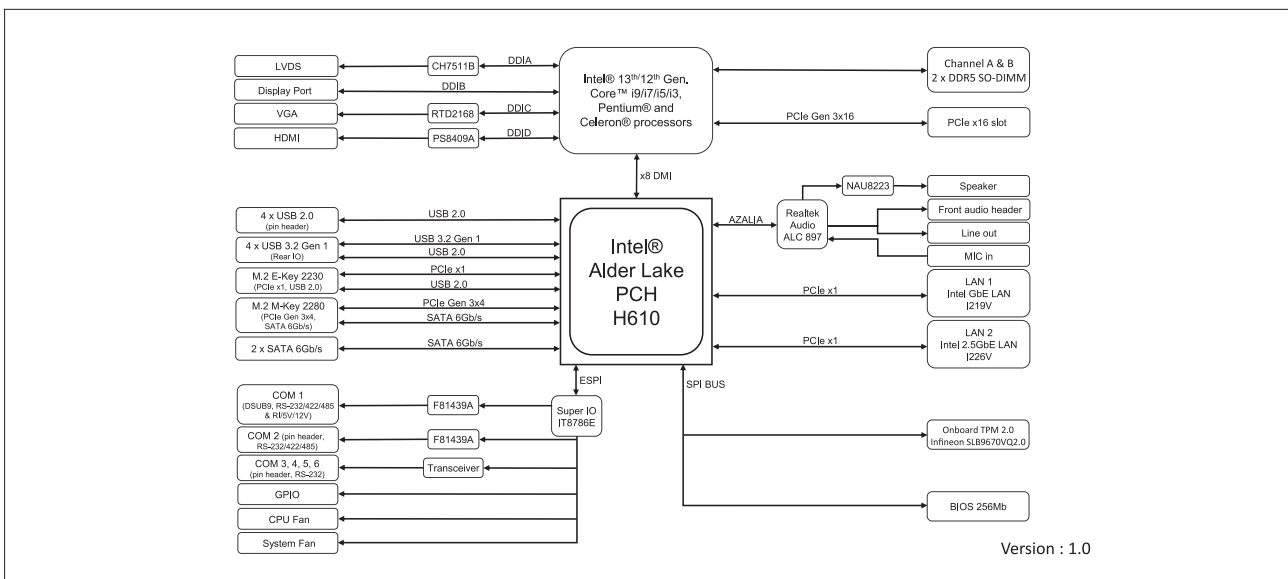 LVDS
CH7511B
DDIA
Display Port
DDIB
VGA
RTD2168
DDIC
HDMI
PS8409A
DDID
Intel® 13th/12th Gen.
Core™ i9/i7/i5/i3,
Pentium® and
Celeron® processors
Channel A & B
2 x DDR5 SO-DIMM
PCIe Gen 3x16
PCIe x16 slot
x8 DMI
4 x USB 2.0
(pin header)
USB 2.0
4 x USB 3.2 Gen 1
(Rear IO)
USB 3.2 Gen 1
USB 2.0
M.2 E-Key 2230
(PCIe x1, USB 2.0)
PCIe x1
USB 2.0
M.2 M-Key 2280
(PCIe Gen 3x4,
SATA 6Gb/s)
PCIe Gen 3x4
SATA 6Gb/s
2 x SATA 6Gb/s
SATA 6Gb/s
Intel®
Alder Lake
PCH
H610
AZALIA
Realtek
Audio
ALC 897
NAU8223
Speaker
Front audio header
Line out
MIC in
PCIe x1
LAN 1
Intel GbE LAN
I219V
PCIe x1
LAN 2
Intel 2.5GbE LAN
I226V
ESPI
SPI BUS
Super IO
IT8786E
COM 1
(DSUB9, RS-232/422/485
& RI/5V/12V)
F81439A
COM 2 (pin header,
RS-232/422/485)
F81439A
COM 3, 4, 5, 6
(pin header, RS-232)
Transceiver
GPIO
CPU Fan
System Fan
Onboard TPM 2.0
Infineon SLB9670VQ2.0
BIOS 256Mb
Version : 1.0